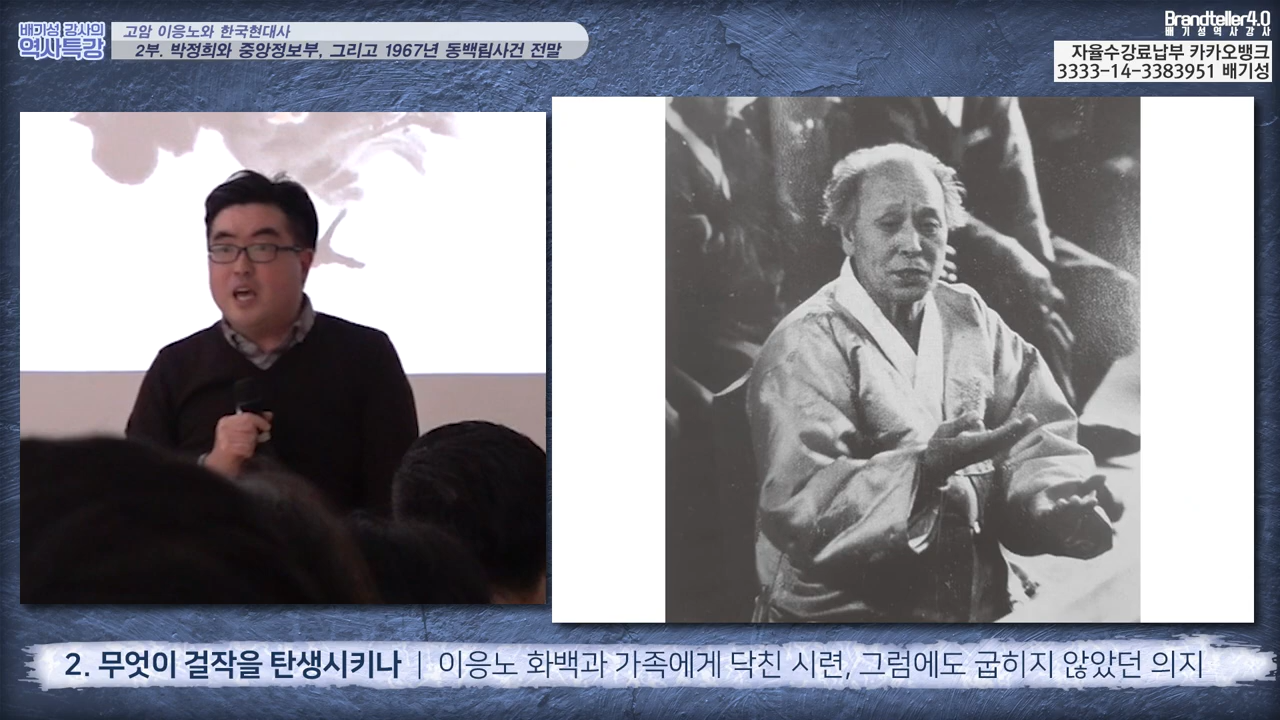 배기성 강사의
역사특강
고암 이응노와 한국현대사
2부. 박정희와 중앙정보부, 그리고 1967년 동백림사건 전말
Brandteller4.0
배기성역사강사
자율수강료납부 카카오뱅크
3333-14-3383951 배기성
2. 무엇이 걸작을 탄생시키나 | 이응노 화백과 가족에게 닥친 시련, 그럼에도 굽히지 않았던 의지